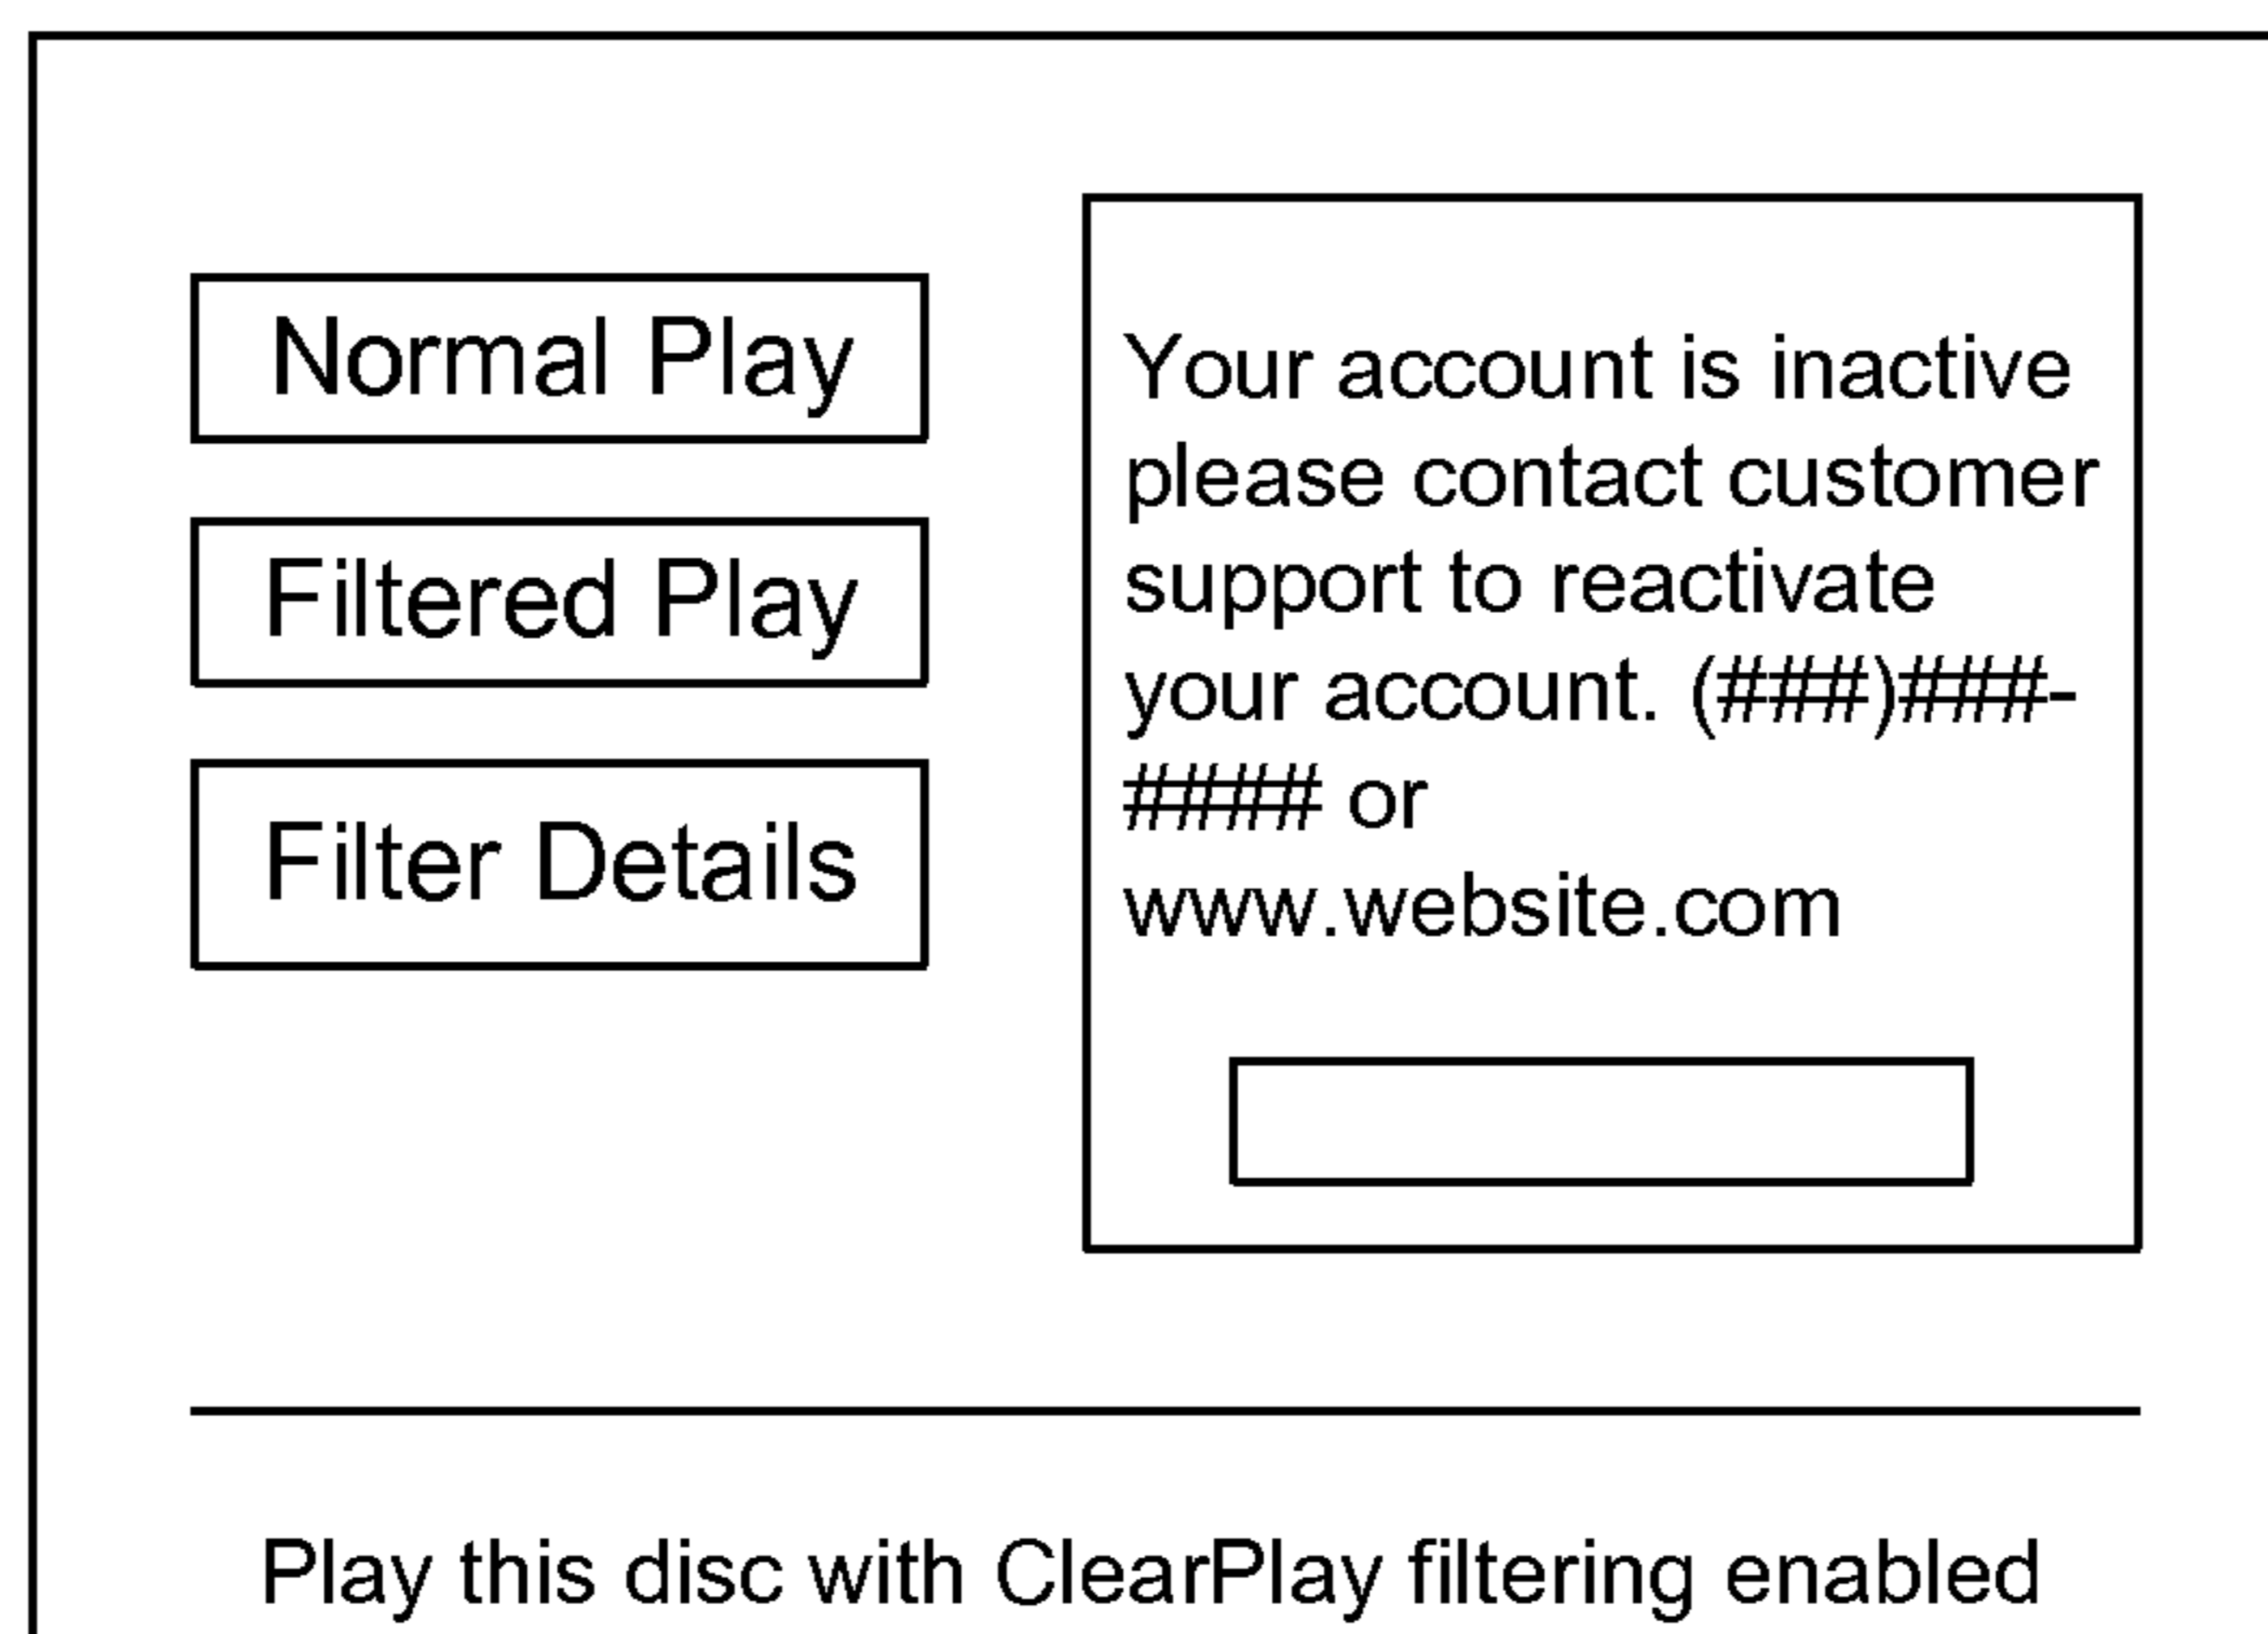 Normal Play
Filtered Play
Filter Details
Your account is inactive
please contact customer
support to reactivate
your account. (###)###-
#### or
www.website.com
Play this disc with ClearPlay filtering enabled